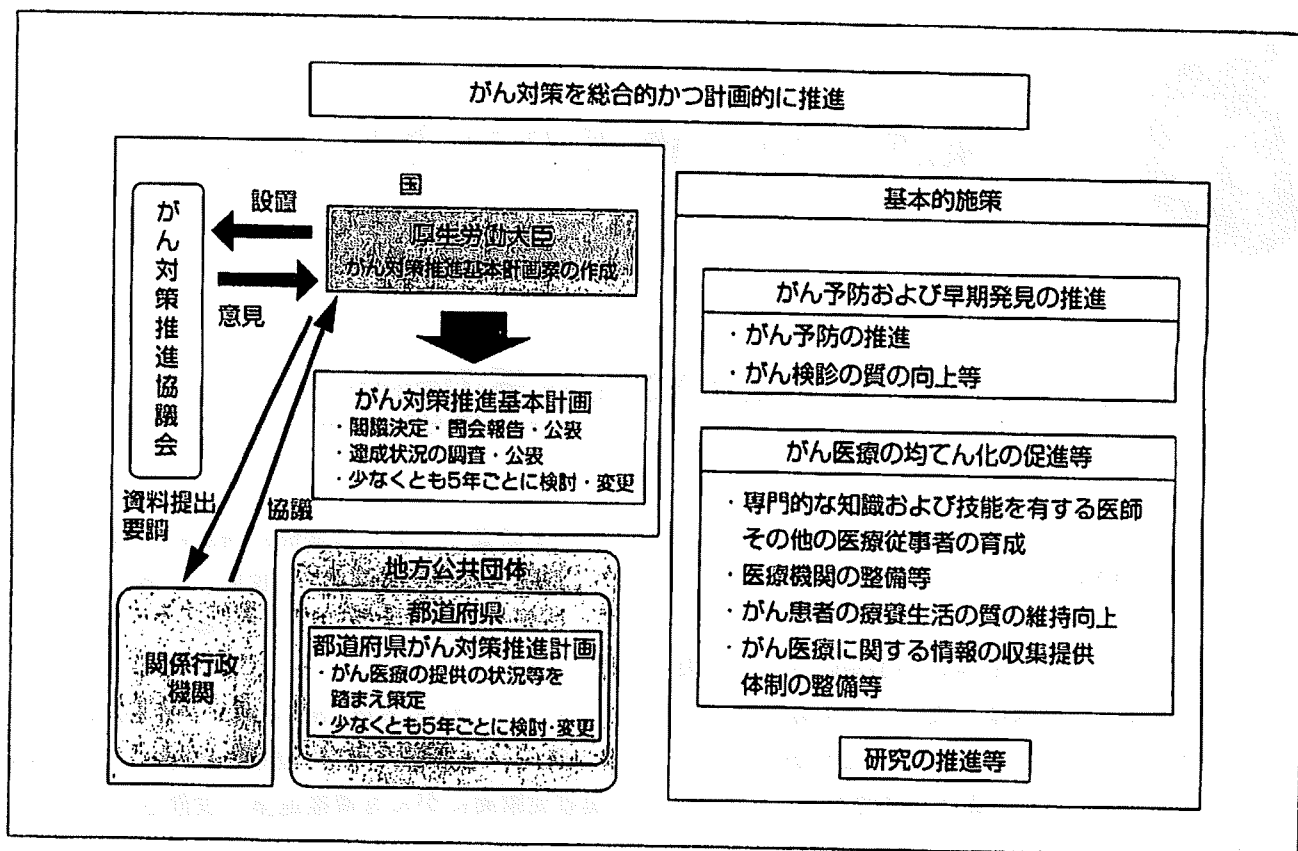 がん対策を総合的かつ計画的に推進
国
がん対策推進協議会
設置
意見
厚生労働大臣
がん対策推進基本計画案の作成
がん対策推進基本計画
・閣議決定・国会報告・公表
・達成状況の調査・公表
・少なくとも5年ごとに検討・変更
資料提出
要請
協議
関係行政
機関
地方公共団体
都道府県
都道府県がん対策推進計画
・がん医療の提供の状況等を
踏まえ策定
・少なくとも5年ごとに検討・変更
基本的施策
がん予防および早期発見の推進
・がん予防の推進
・がん検診の質の向上等
がん医療の均てん化の促進等
・専門的な知識および技能を有する医師
その他の医療従事者の育成
・医療機関の整備等
・がん患者の療養生活の質の維持向上
・がん医療に関する情報の収集提供
体制の整備等
研究の推進等